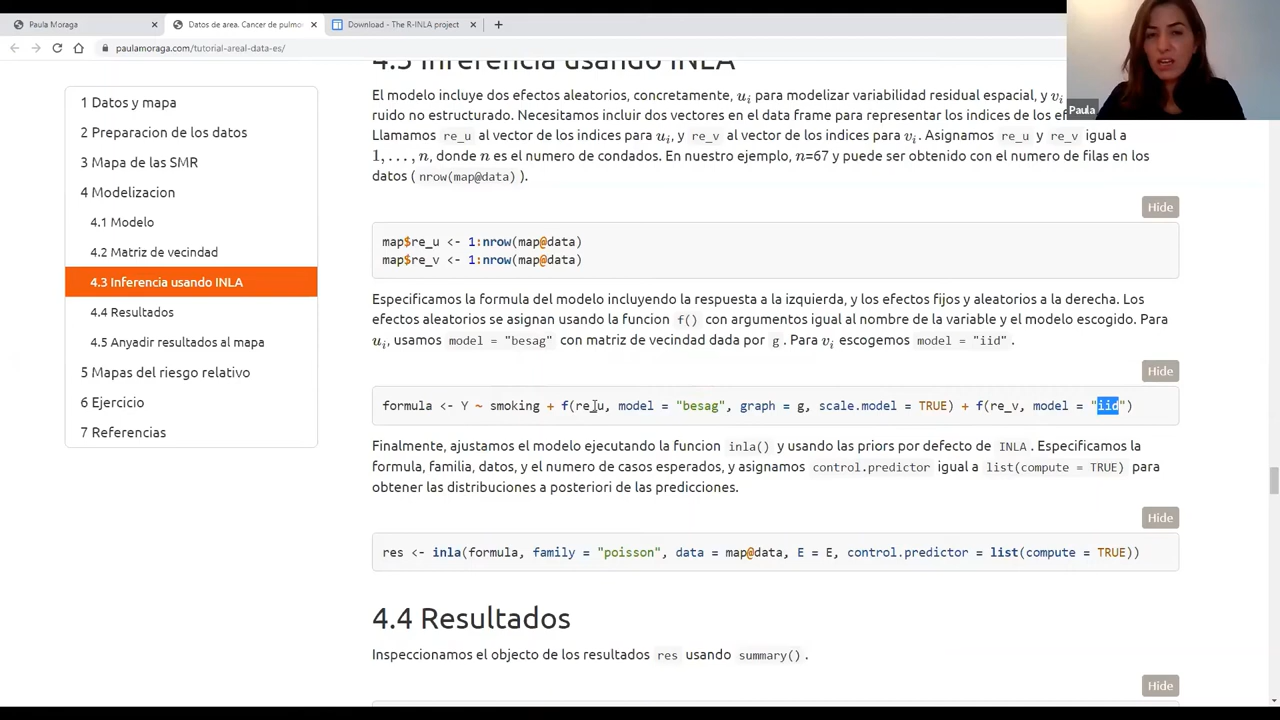 Paula Moraga
Datos de area. Cancer de pulmo
Download - The R-INLA project
paulamoraga.com/tutorial-areal-data-es/
Paula
1 Datos y mapa
2 Preparacion de los datos
3 Mapa de las SMR
4 Modelizacion
4.1 Modelo
4.2 Matriz de vecindad
4.3 Inferencia usando INLA
4.4 Resultados
4.5 Anyadir resultados al mapa
5 Mapas del riesgo relativo
6 Ejercicio
7 Referencias
4.3 Inferencia usando INLA
El modelo incluye dos efectos aleatorios, concretamente, u_i para modelizar variabilidad residual espacial, y v_i
ruido no estructurado. Necesitamos incluir dos vectores en el data frame para representar los indices de los
Llamamos re_u al vector de los indices para u_i, y re_v al vector de los indices para v_i. Asignamos re_u y re_v igual a
1, . . . , n, donde n es el numero de condados. En nuestro ejemplo, n=67 y puede ser obtenido con el numero de filas en los
datos ( nrow(map@data) ).
Hide
map$re_u <- 1:nrow(map@data)
map$re_v <- 1:nrow(map@data)
Especificamos la formula del modelo incluyendo la respuesta a la izquierda, y los efectos fijos y aleatorios a la derecha. Los
efectos aleatorios se asignan usando la funcion f() con argumentos igual al nombre de la variable y el modelo escogido. Para
u_i, usamos model = "besag" con matriz de vecindad dada por g . Para v_i escogemos model = "iid" .
Hide
formula <- Y ~ smoking + f(re_u, model = "besag", graph = g, scale.model = TRUE) + f(re_v, model = "iid")
Finalmente, ajustamos el modelo ejecutando la funcion inla() y usando las priors por defecto de INLA . Especificamos la
formula, familia, datos, y el numero de casos esperados, y asignamos control.predictor igual a list(compute = TRUE) para
obtener las distribuciones a posteriori de las predicciones.
Hide
res <- inla(formula, family = "poisson", data = map@data, E = E, control.predictor = list(compute = TRUE))
4.4 Resultados
Inspeccionamos el objecto de los resultados res usando summary() .
Hide